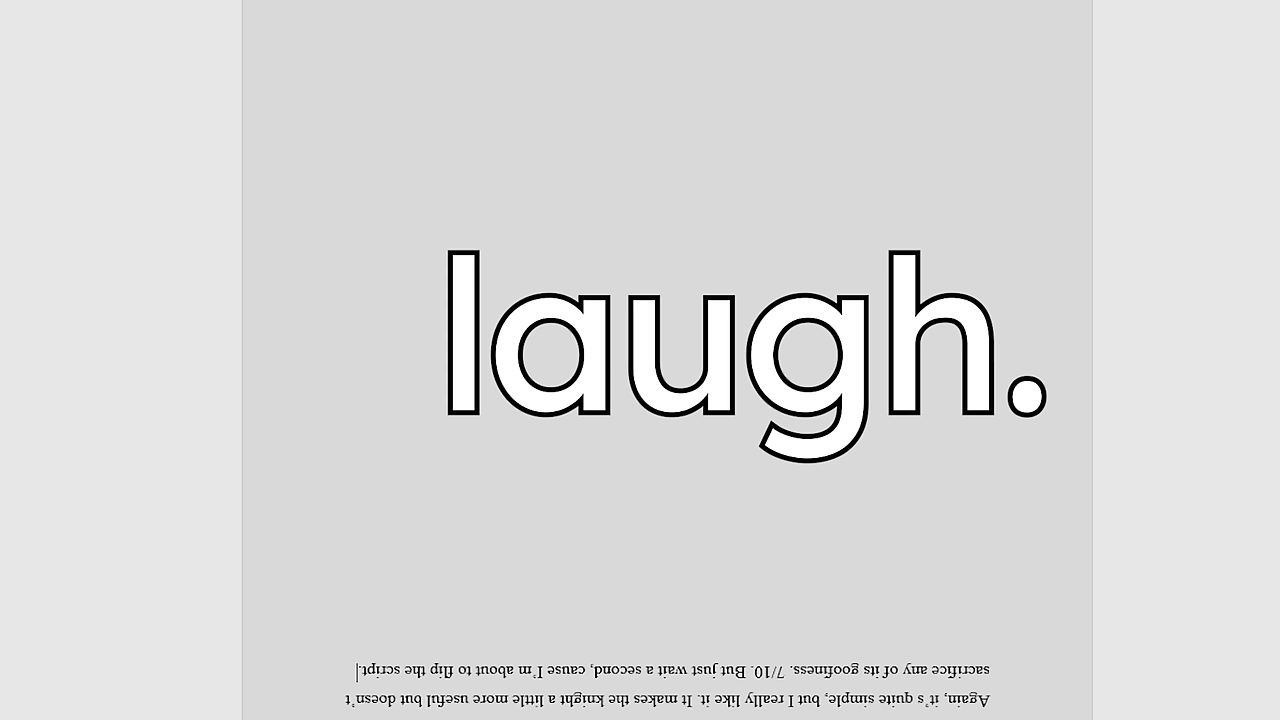 laugh.
Again, it's quite simple, but I really like it. It makes the knight a little more useful but doesn't
sacrifice any of its goofiness. 7/10. But just wait a second, cause I'm about to flip the script.